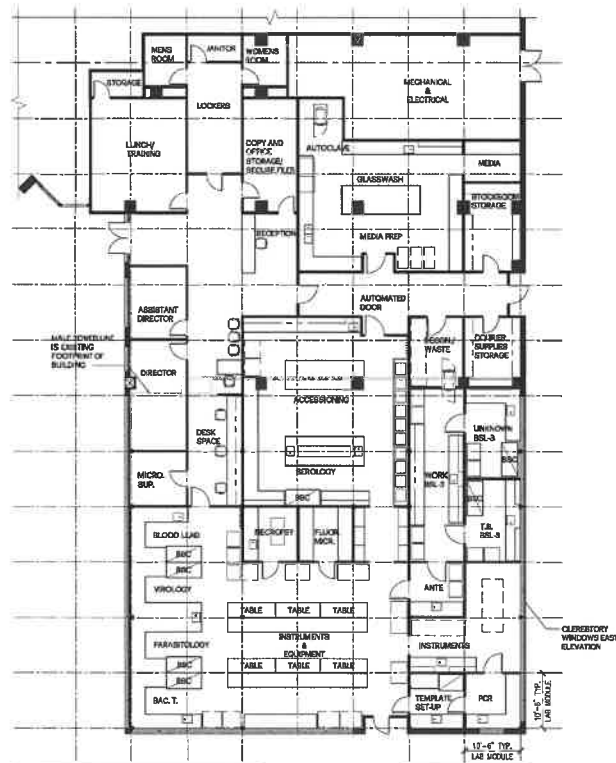 MENS
ROOM
JANITOR
WOMENS
ROOM
STORAGE
MECHANICAL
&
ELECTRICAL
LOCKERS
LUNCH/
TRAINING
COPY AND
OFFICE
STORAGE/
SECURE FILES
AUTOCLAVE
MEDIA
GLASSWASH
STOCKROOM
STORAGE
RECEPTION
MEDIA PREP
ASSISTANT
DIRECTOR
AUTOMATED
DOOR
IS EXISTING
FOOTPRINT OF
BUILDING
DIRECTOR
WASTE
SUPPLIES
STORAGE
ACCESSIONING
DESK
SPACE
UNKNOWN
BSL-3
BSC
SEROLOGY
WORK
MICRO.
SUP.
BSC
BSC
T.B.
BSL-3
BLOOD LEAD
NECROPSY
FLUOR.
MICR.
BSC
BSC
VIROLOGY
ANTE
TABLE TABLE TABLE
PARASITOLOGY
INSTRUMENTS
&
EQUIPMENT
INSTRUMENTS
CLERESTORY
WINDOWS EAST
ELEVATION
BSC
BSC
TABLE TABLE TABLE
BAC. T.
TEMPLATE
SET-UP
PCR
10'-6" TYP.
LAB MODULE
10'-6" TYP.
LAB MODULE